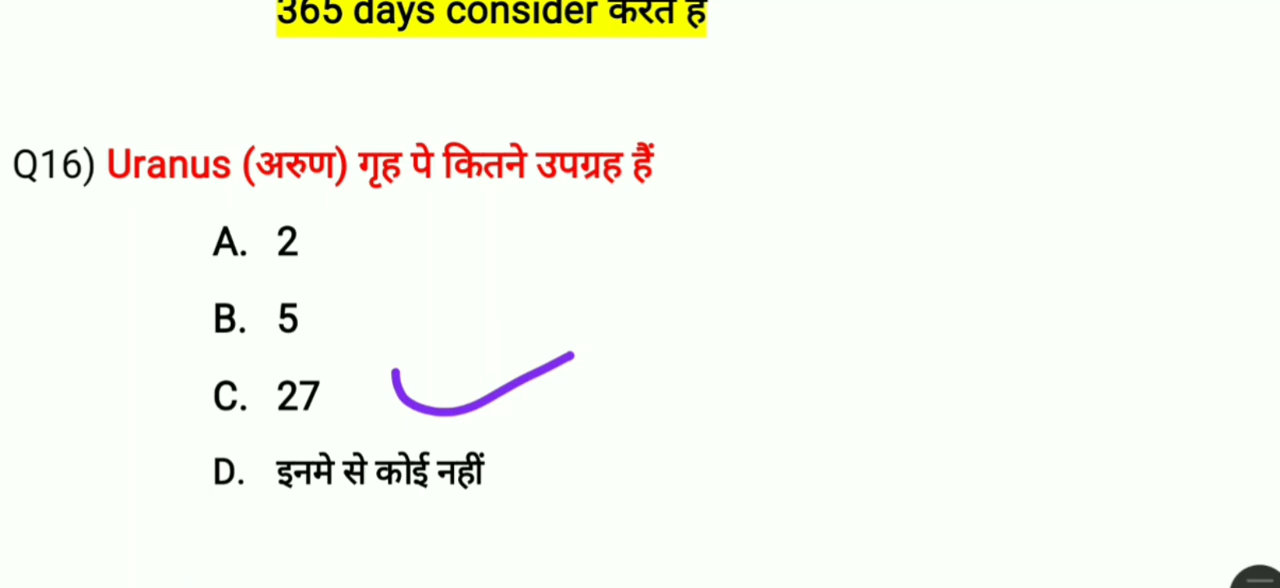 365 days consider करते है
Q16) Uranus (अरुण) गृह पे कितने उपग्रह हैं
A. 2
B. 5
C. 27
D. इनमे से कोई नहीं